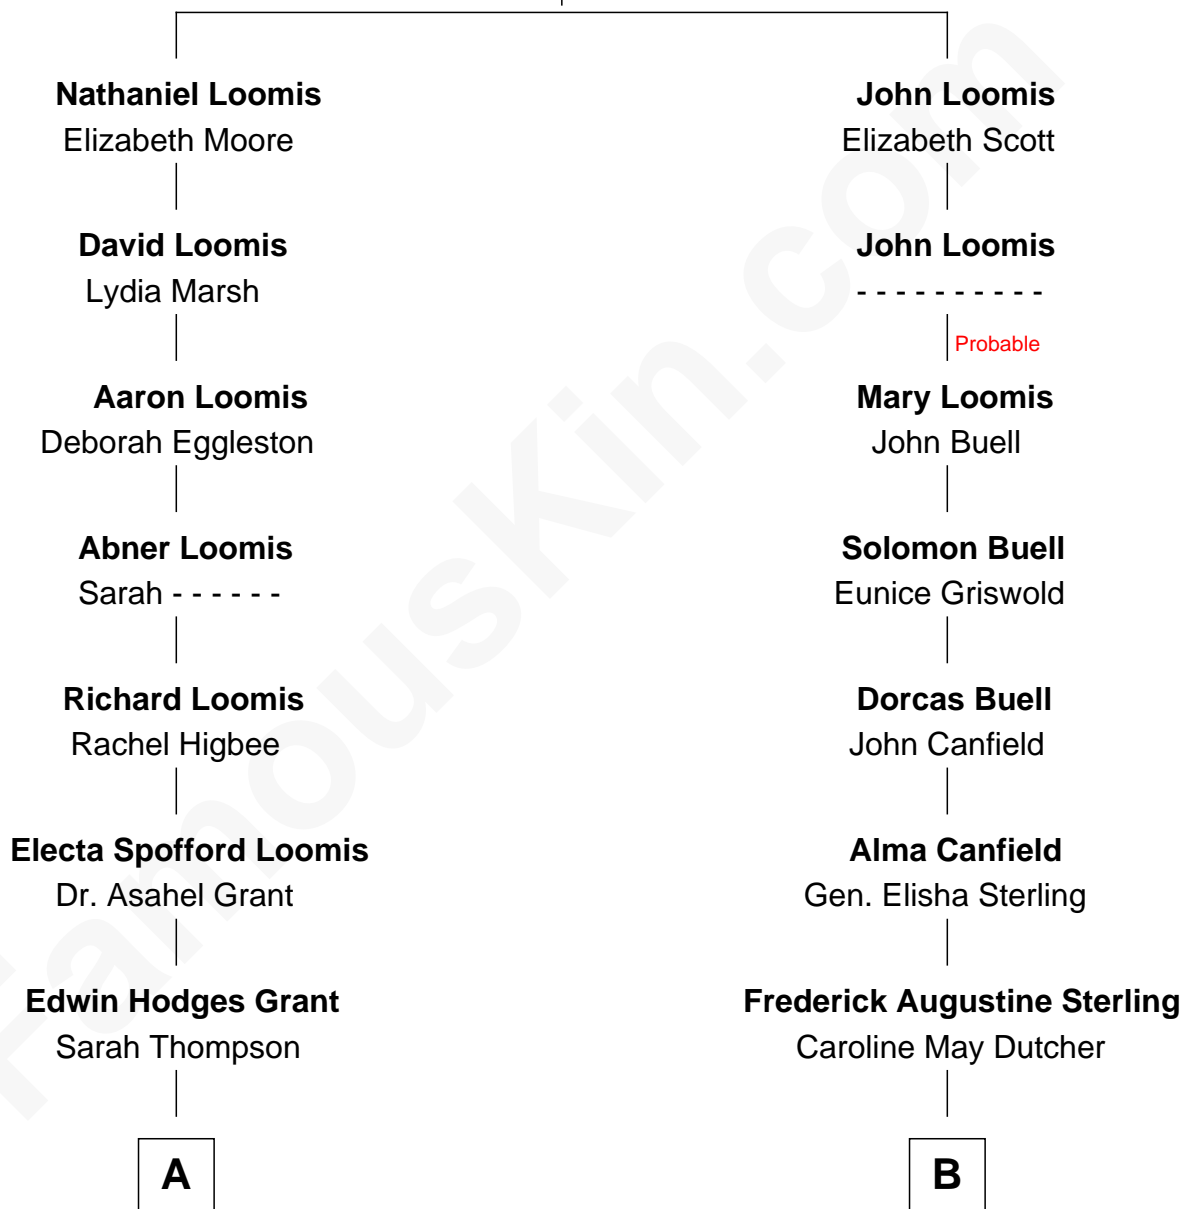 Nathaniel Loomis
Elizabeth Moore
John Loomis
Elizabeth Scott
David Loomis
Lydia Marsh
John Loomis
- - - - - - - - - -
Probable
Aaron Loomis
Deborah Eggleston
Mary Loomis
John Buell
Abner Loomis
Sarah - - - - - -
Solomon Buell
Eunice Griswold
Richard Loomis
Rachel Higbee
Dorcas Buell
John Canfield
Electa Spofford Loomis
Dr. Asahel Grant
Alma Canfield
Gen. Elisha Sterling
Edwin Hodges Grant
Sarah Thompson
Frederick Augustine Sterling
Caroline May Dutcher
A
B
FamousKin.com